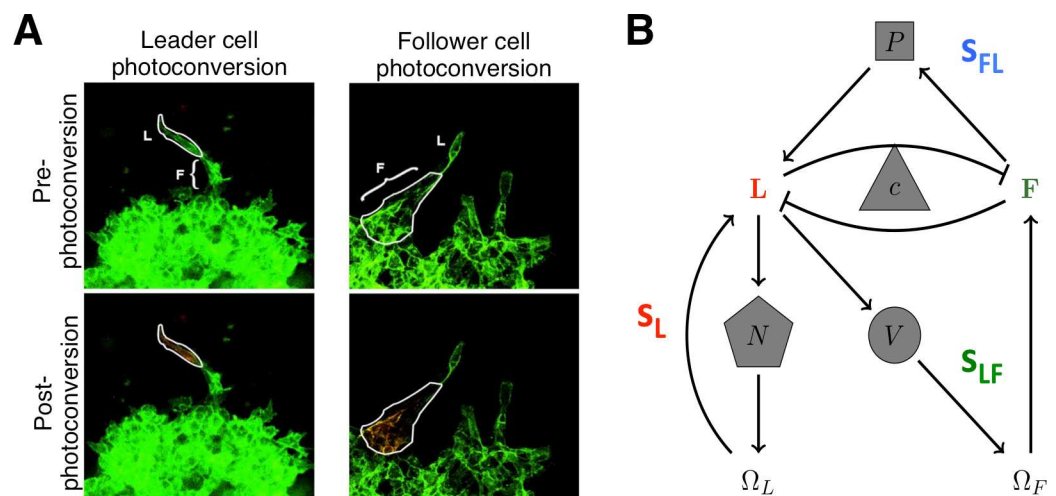 A
Leader cell
photoconversion
Follower cell
photoconversion
Pre-
photoconversion
Post-
photoconversion
L
F
F
L
B
P
S_FL
L
c
F
S_L
N
V
S_LF
Ω_L
Ω_F